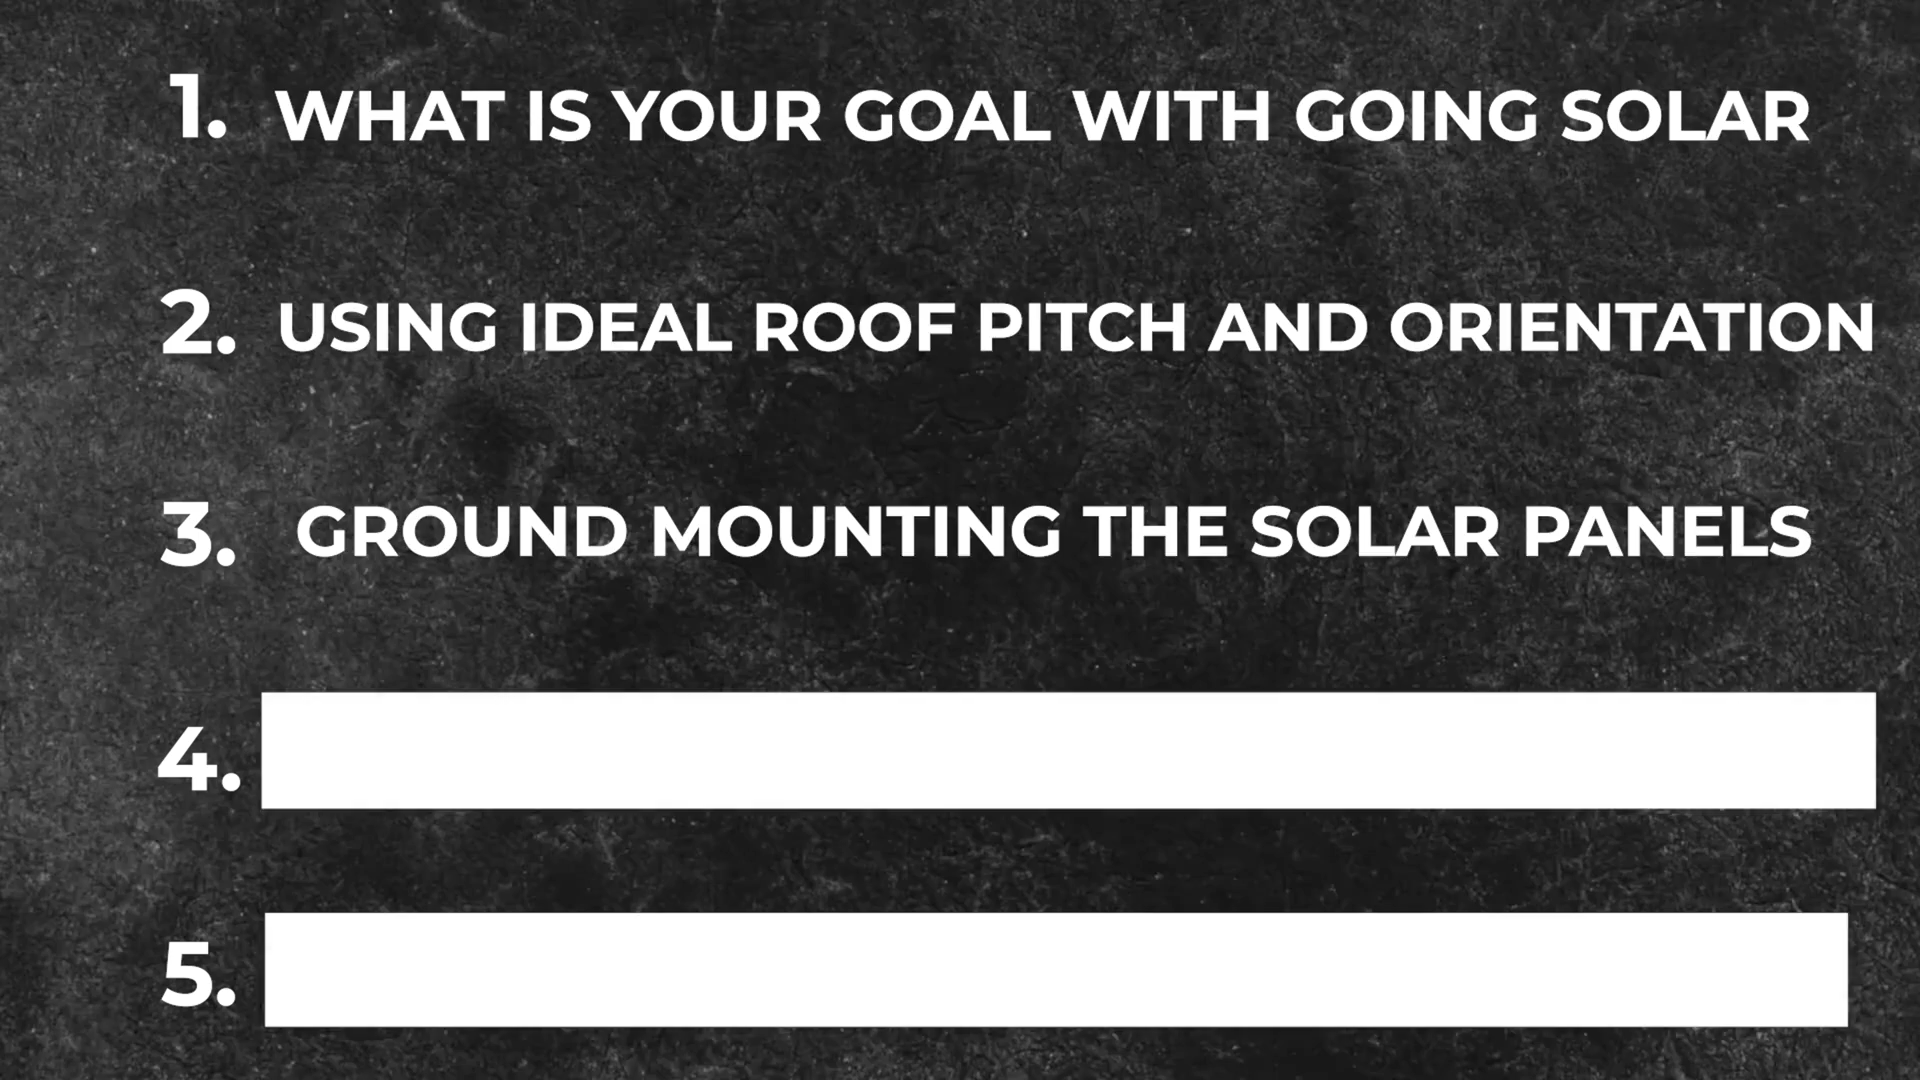 1. WHAT IS YOUR GOAL WITH GOING SOLAR
2. USING IDEAL ROOF PITCH AND ORIENTATION
3. GROUND MOUNTING THE SOLAR PANELS
4.
5.